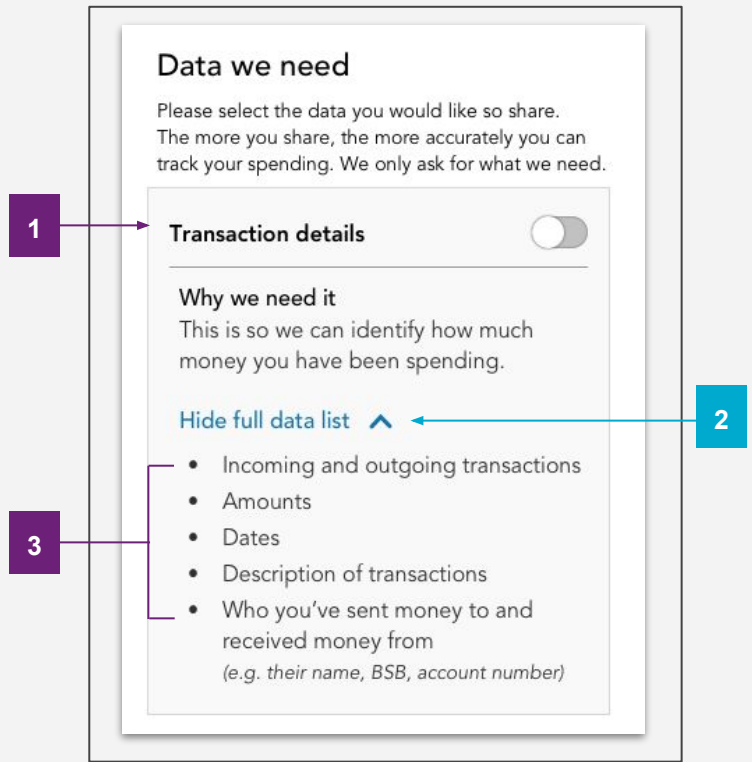 Data we need
Please select the data you would like so share.
The more you share, the more accurately you can
track your spending. We only ask for what we need.
1
Transaction details
Why we need it
This is so we can identify how much
money you have been spending.
Hide full data list
2
• Incoming and outgoing transactions
• Amounts
• Dates
3
• Description of transactions
• Who you’ve sent money to and
received money from
(e.g. their name, BSB, account number)